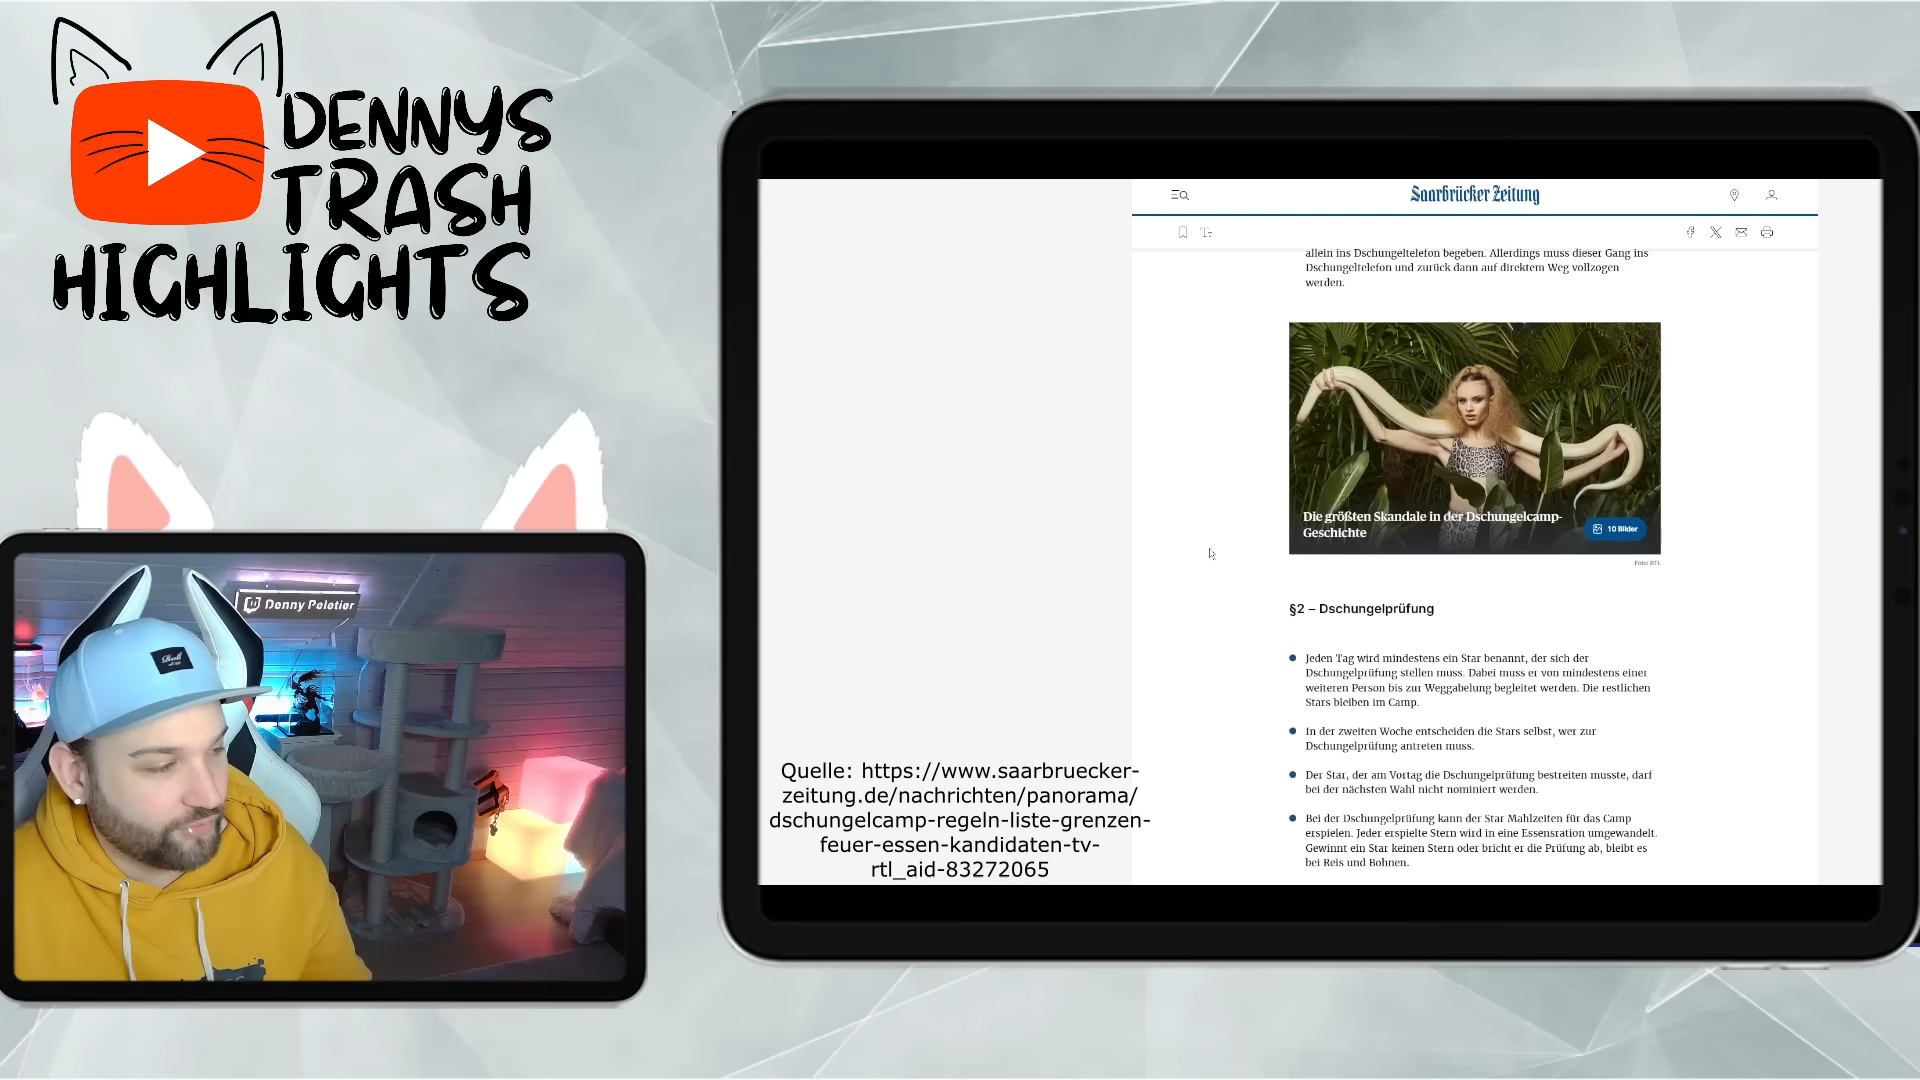 DENNYS
TRASH
HIGHLIGHTS
Denny Peletier
Saarbrücker Zeitung
allein ins Dschungeltelefon begeben. Allerdings muss dieser Gang ins
Dschungeltelefon und zurück dann auf direktem Weg vollzogen
werden.
Die größten Skandale in der Dschungelcamp-
Geschichte
10 Bilder
Foto: RTL
§2 – Dschungelprüfung
Jeden Tag wird mindestens ein Star benannt, der sich der
Dschungelprüfung stellen muss. Dabei muss er von mindestens einer
weiteren Person bis zur Weggabelung begleitet werden. Die restlichen
Stars bleiben im Camp.
In der zweiten Woche entscheiden die Stars selbst, wer zur
Dschungelprüfung antreten muss.
Der Star, der am Vortag die Dschungelprüfung bestreiten musste, darf
bei der nächsten Wahl nicht nominiert werden.
Bei der Dschungelprüfung kann der Star Mahlzeiten für das Camp
erspielen. Jeder erspielte Stern wird in eine Essensration umgewandelt.
Gewinnt ein Star keinen Stern oder bricht er die Prüfung ab, bleibt es
bei Reis und Bohnen.
Quelle: https://www.saarbruecker-
zeitung.de/nachrichten/panorama/
dschungelcamp-regeln-liste-grenzen-
feuer-essen-kandidaten-tv-
rtl_aid-83272065